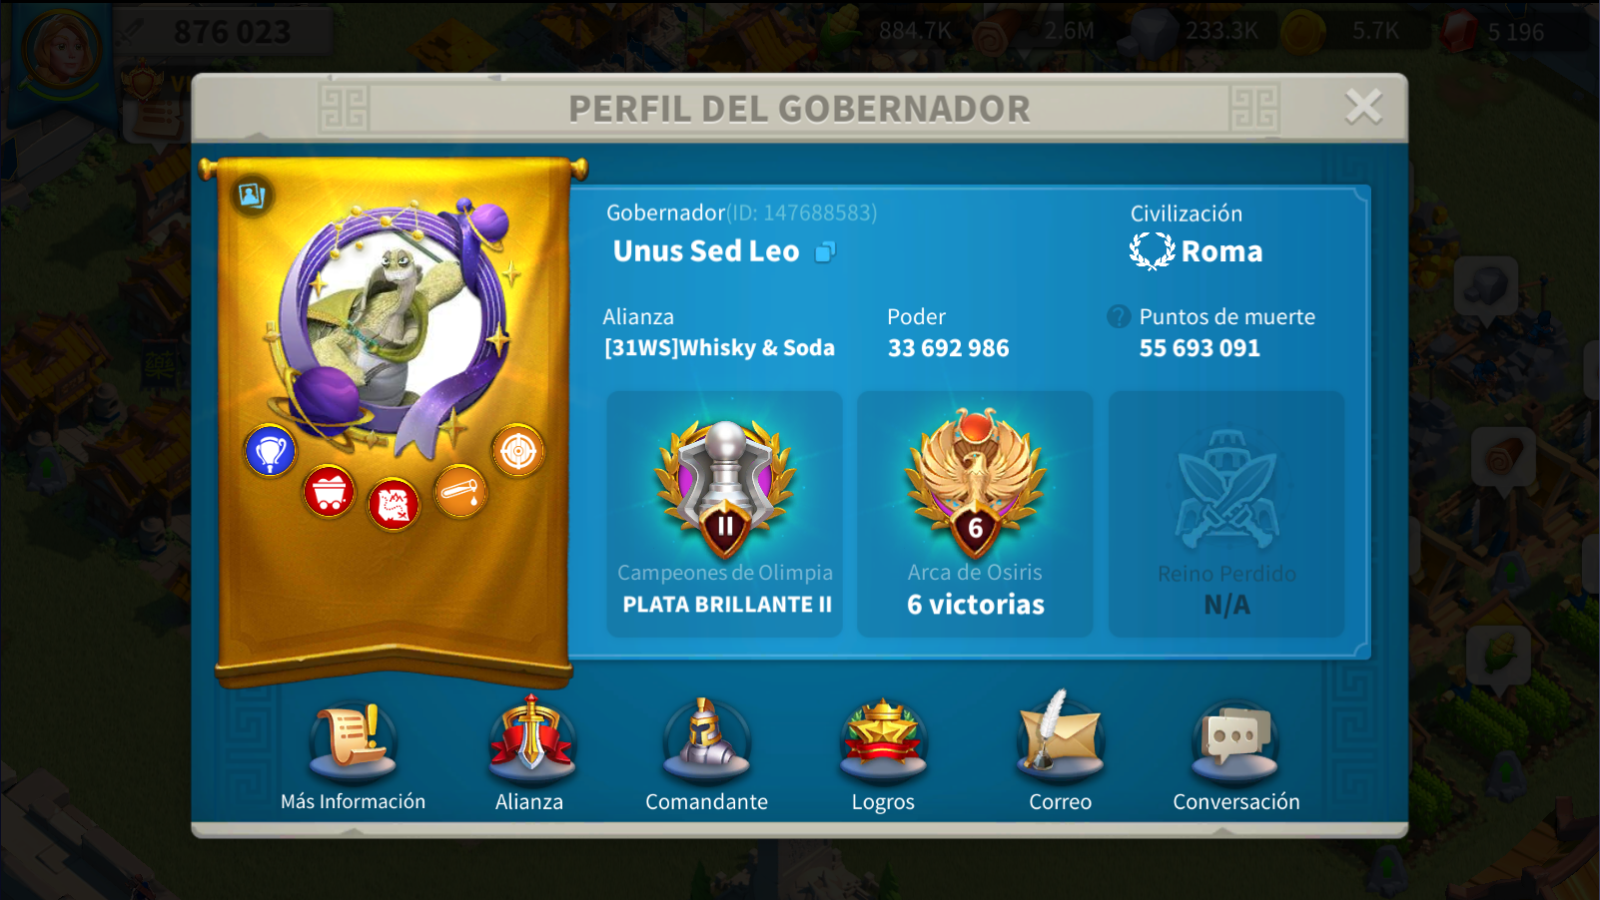 876 023
884.7K
2.6M
233.3K
5.7K
5 196
PERFIL DEL GOBERNADOR
Gobernador(ID: 147688583)
Unus Sed Leo
Civilización
Roma
Alianza
[31WS]Whisky & Soda
Poder
33 692 986
? Puntos de muerte
55 693 091
II
Campeones de Olimpia
PLATA BRILLANTE II
6
Arca de Osiris
6 victorias
Reino Perdido
N/A
Más Información
Alianza
Comandante
Logros
Correo
Conversación